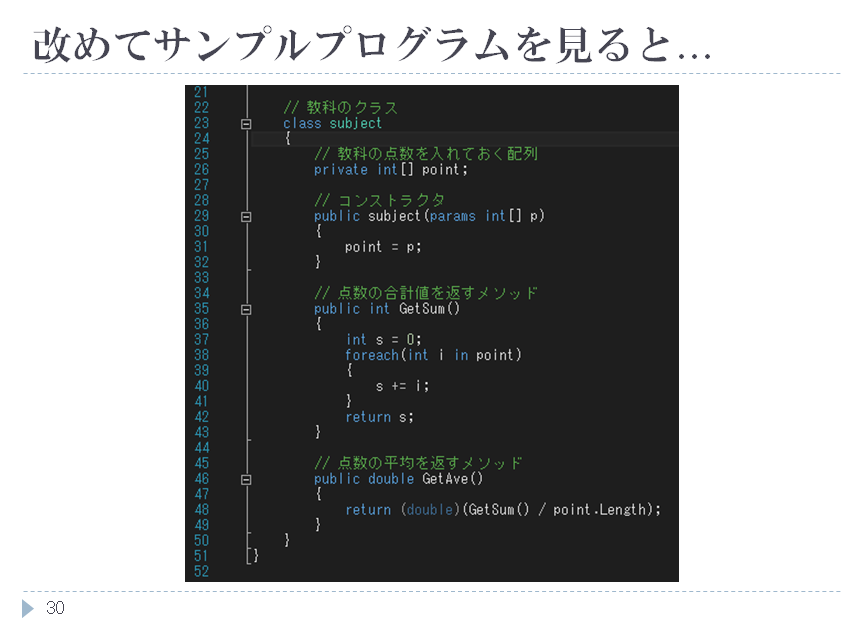 改めてサンプルプログラムを見ると…
21
22 // 教科のクラス
23 class subject
24 {
25 // 教科の点数を入れておく配列
26 private int[] point;
27
28 // コンストラクタ
29 public subject(params int[] p)
30 {
31 point = p;
32 }
33
34 // 点数の合計値を返すメソッド
35 public int GetSum()
36 {
37 int s = 0;
38 foreach(int i in point)
39 {
40 s += i;
41 }
42 return s;
43 }
44
45 // 点数の平均を返すメソッド
46 public double GetAve()
47 {
48 return (double)(GetSum() / point.Length);
49 }
50 }
51 }
52
30